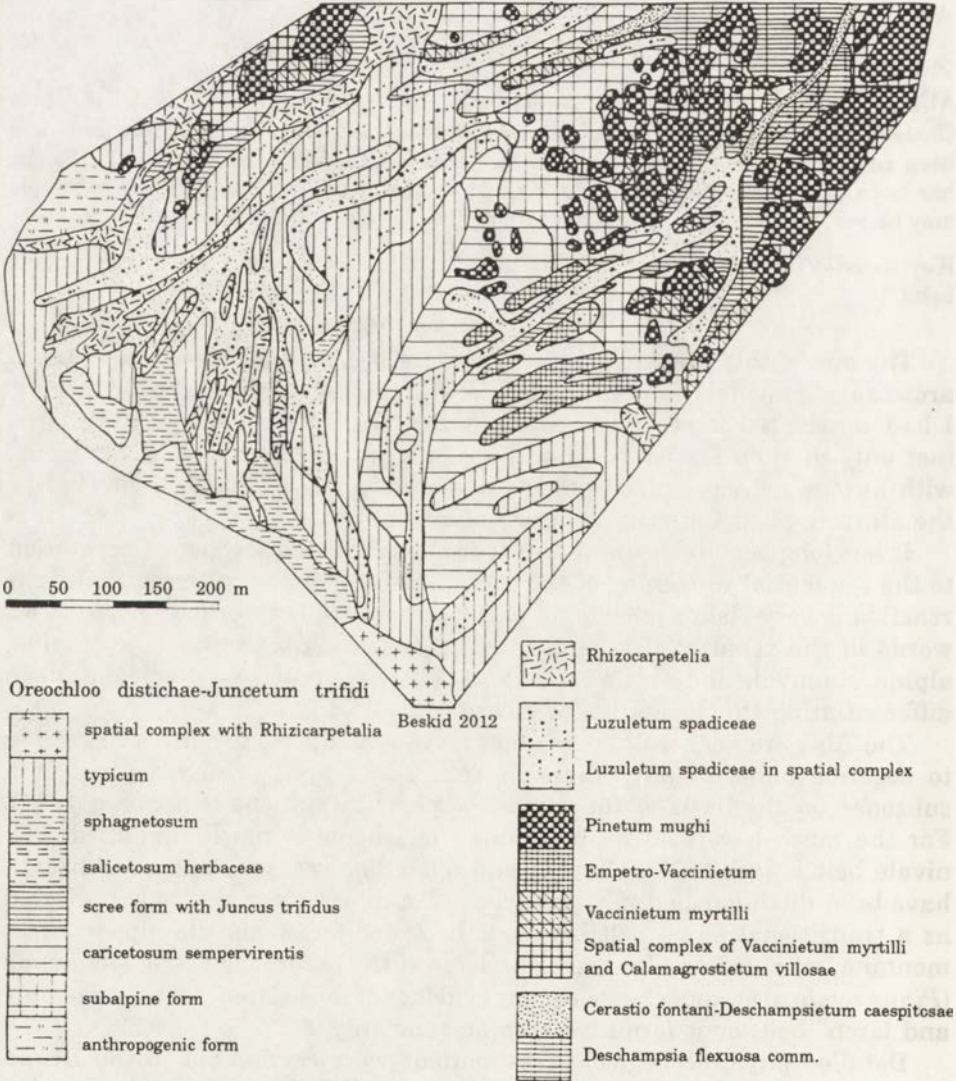 0 50 100 150 200 m
Beskid 2012
Oreochloo distichae-Juncetum trifidi
spatial complex with Rhizicarpetalia
typicum
sphagnetosum
salicetosum herbaceae
scree form with Juncus trifidus
caricetosum sempervirentis
subalpine form
anthropogenic form
Rhizocarpetelia
Luzuletum spadiceae
Luzuletum spadiceae in spatial complex
Pinetum mughi
Empetro-Vaccinietum
Vaccinietum myrtilli
Spatial complex of Vaccinietum myrtilli
and Calamagrostietum villosae
Cerastio fontani-Deschampsietum caespitosae
Deschampsia flexuosa comm.